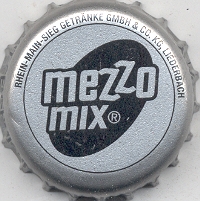 RHEIN-MAIN-SIEG GETRÄNKE GMBH & CO. KG, LIEDERBACH
mezzo
mix®